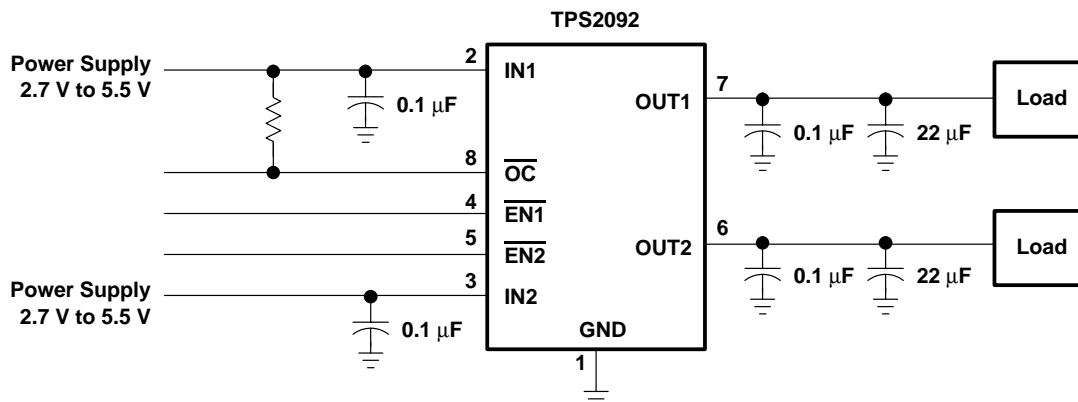 TPS2092
Power Supply
2.7 V to 5.5 V
2
IN1
0.1 μF
8
OC
4
EN1
5
EN2
Power Supply
2.7 V to 5.5 V
3
IN2
0.1 μF
GND
1
7
OUT1
0.1 μF
22 μF
Load
6
OUT2
0.1 μF
22 μF
Load